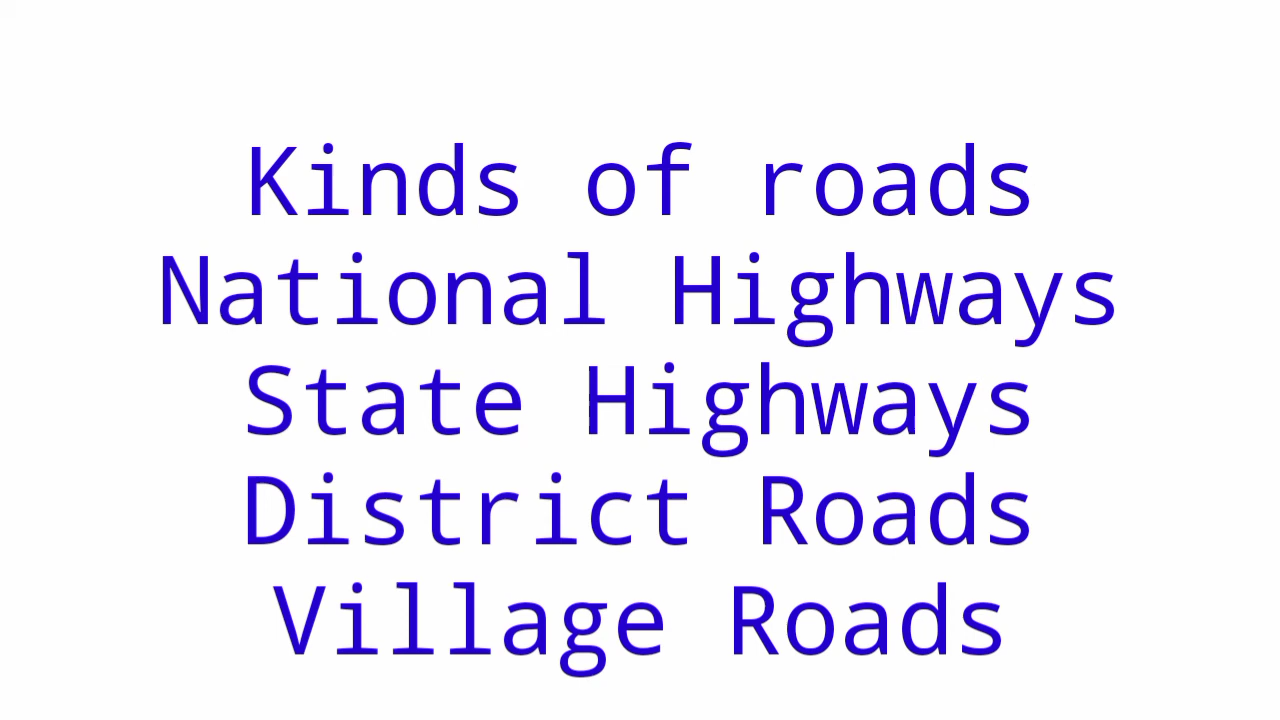 Kinds of roads
National Highways
State Highways
District Roads
Village Roads